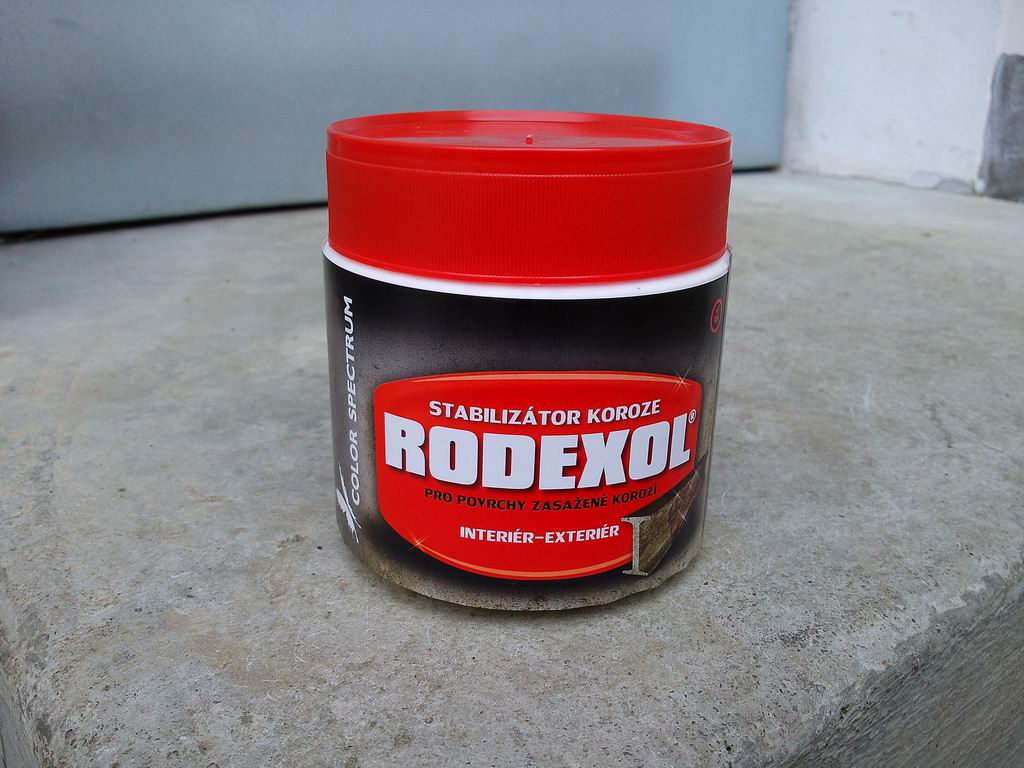 COLOR SPECTRUM
STABILIZÁTOR KOROZE
RODEXOL®
PRO POVRCHY ZASAŽENÉ KOROZÍ
INTERIÉR-EXTERIÉR